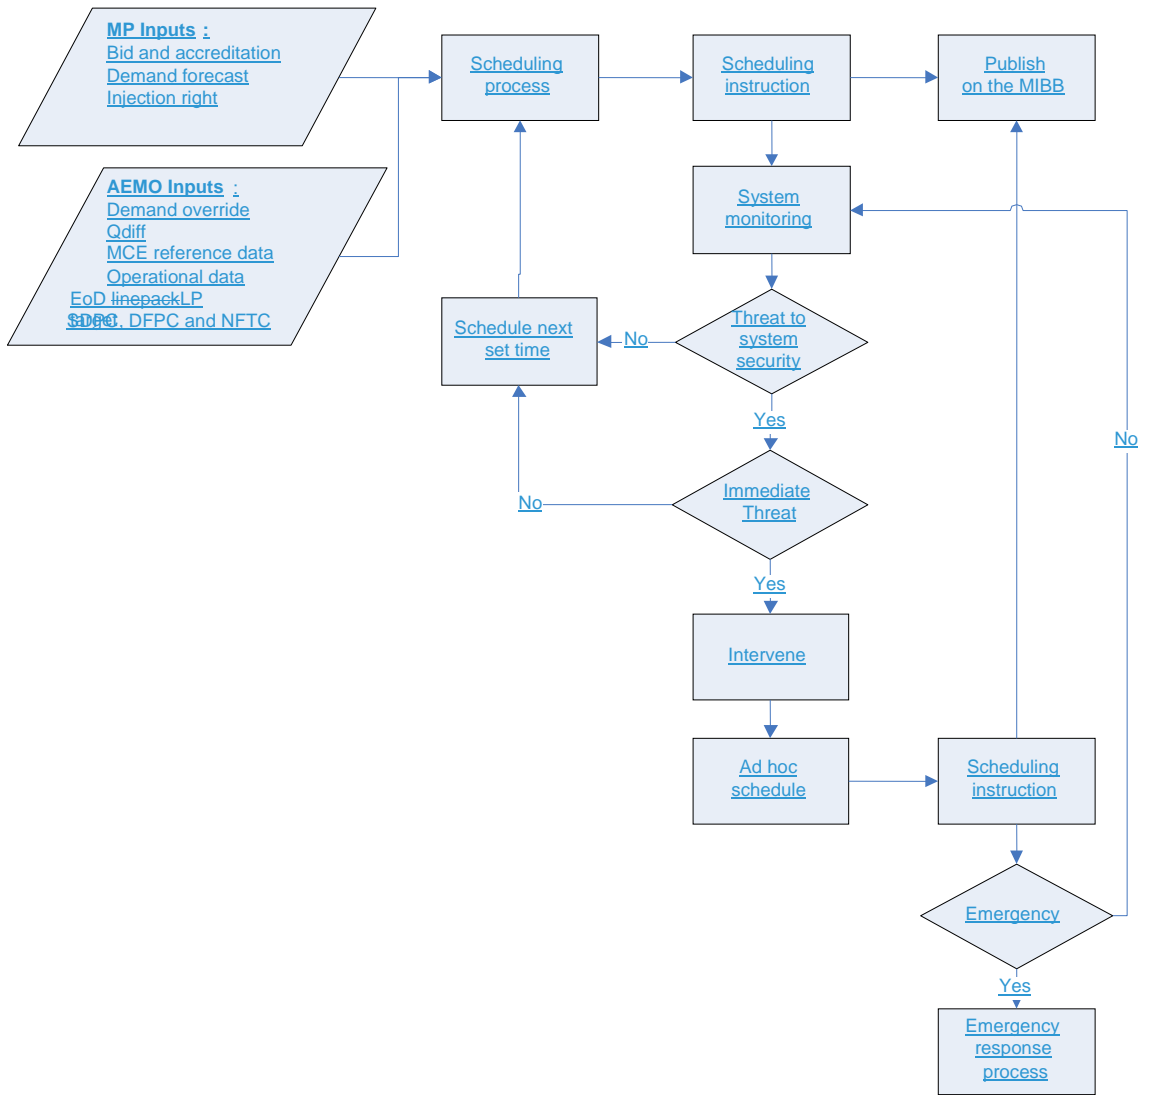 MP Inputs :
Bid and accreditation
Demand forecast
Injection right
AEMO Inputs :
Demand override
Qdiff
MCE reference data
Operational data
EoD linepackLP
SDPC, DFPC and NFTC
Scheduling
process
Scheduling
instruction
Publish
on the MIBB
System
monitoring
Schedule next
set time
No
Threat to
system
security
Yes
No
No
Immediate
Threat
Yes
Intervene
Ad hoc
schedule
Scheduling
instruction
Emergency
Yes
Emergency
response
process